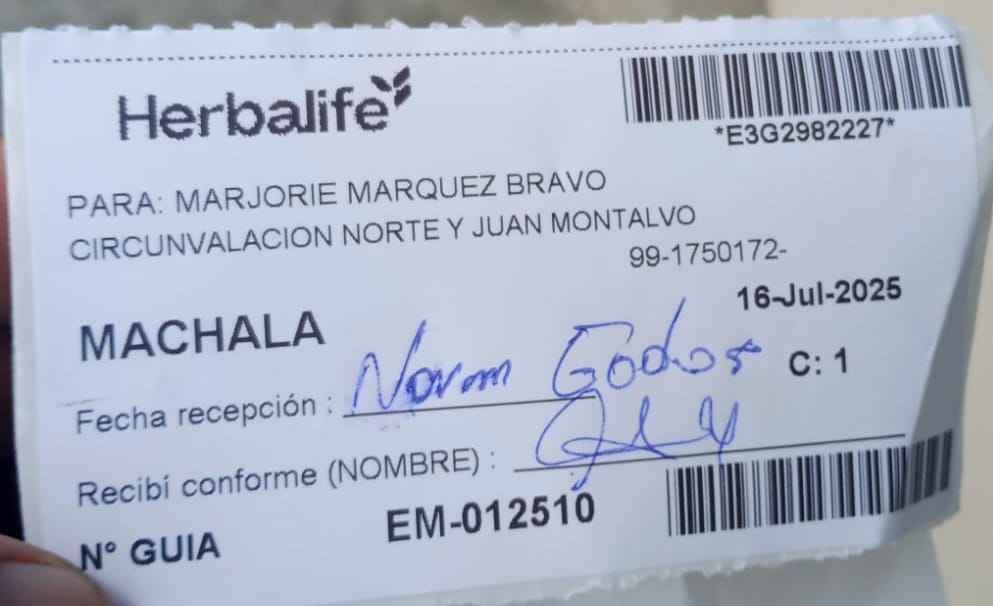 Herbalife
*E3G2982227*
PARA: MARJORIE MARQUEZ BRAVO
CIRCUNVALACION NORTE Y JUAN MONTALVO
99-1750172-
16-Jul-2025
MACHALA
C: 1
Fecha recepción :
Recibí conforme (NOMBRE) :
N° GUIA EM-012510